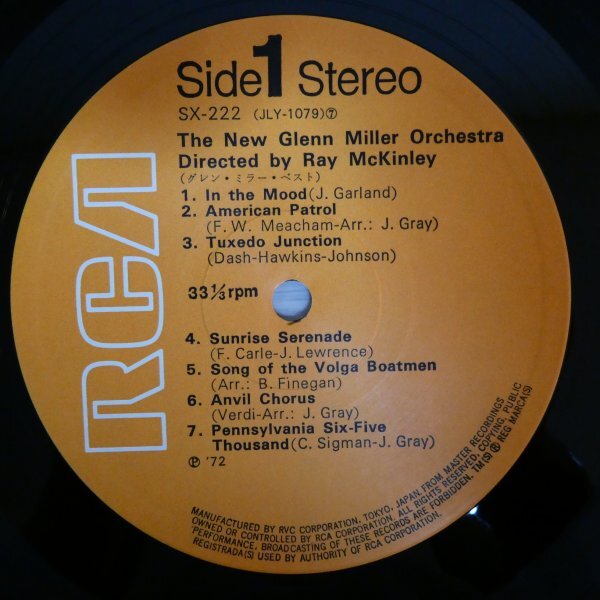 Side 1 Stereo
SX-222 (JLY-1079)⑦
The New Glenn Miller Orchestra
Directed by Ray McKinley
(グレン・ミラー・ベスト)
1. In the Mood (J. Garland)
2. American Patrol
(F. W. Meacham-Arr.: J. Gray)
3. Tuxedo Junction
(Dash-Hawkins-Johnson)
33⅓ rpm
4. Sunrise Serenade
(F. Carle-J. Lewrence)
5. Song of the Volga Boatmen
(Arr.: B. Finegan)
6. Anvil Chorus
(Verdi-Arr.: J. Gray)
7. Pennsylvania Six-Five
Thousand (C. Sigman-J. Gray)
℗ '72
RCA
MANUFACTURED BY RVC CORPORATION, TOKYO, JAPAN FROM MASTER RECORDINGS
OWNED OR CONTROLLED BY RCA CORPORATION. ALL RIGHTS RESERVED, COPYING, PUBLIC
PERFORMANCE, BROADCASTING OF THESE RECORDS ARE FORBIDDEN. TM(S) ® REG MARCA(S)
REGISTRADA(S) USED BY AUTHORITY OF RCA CORPORATION.